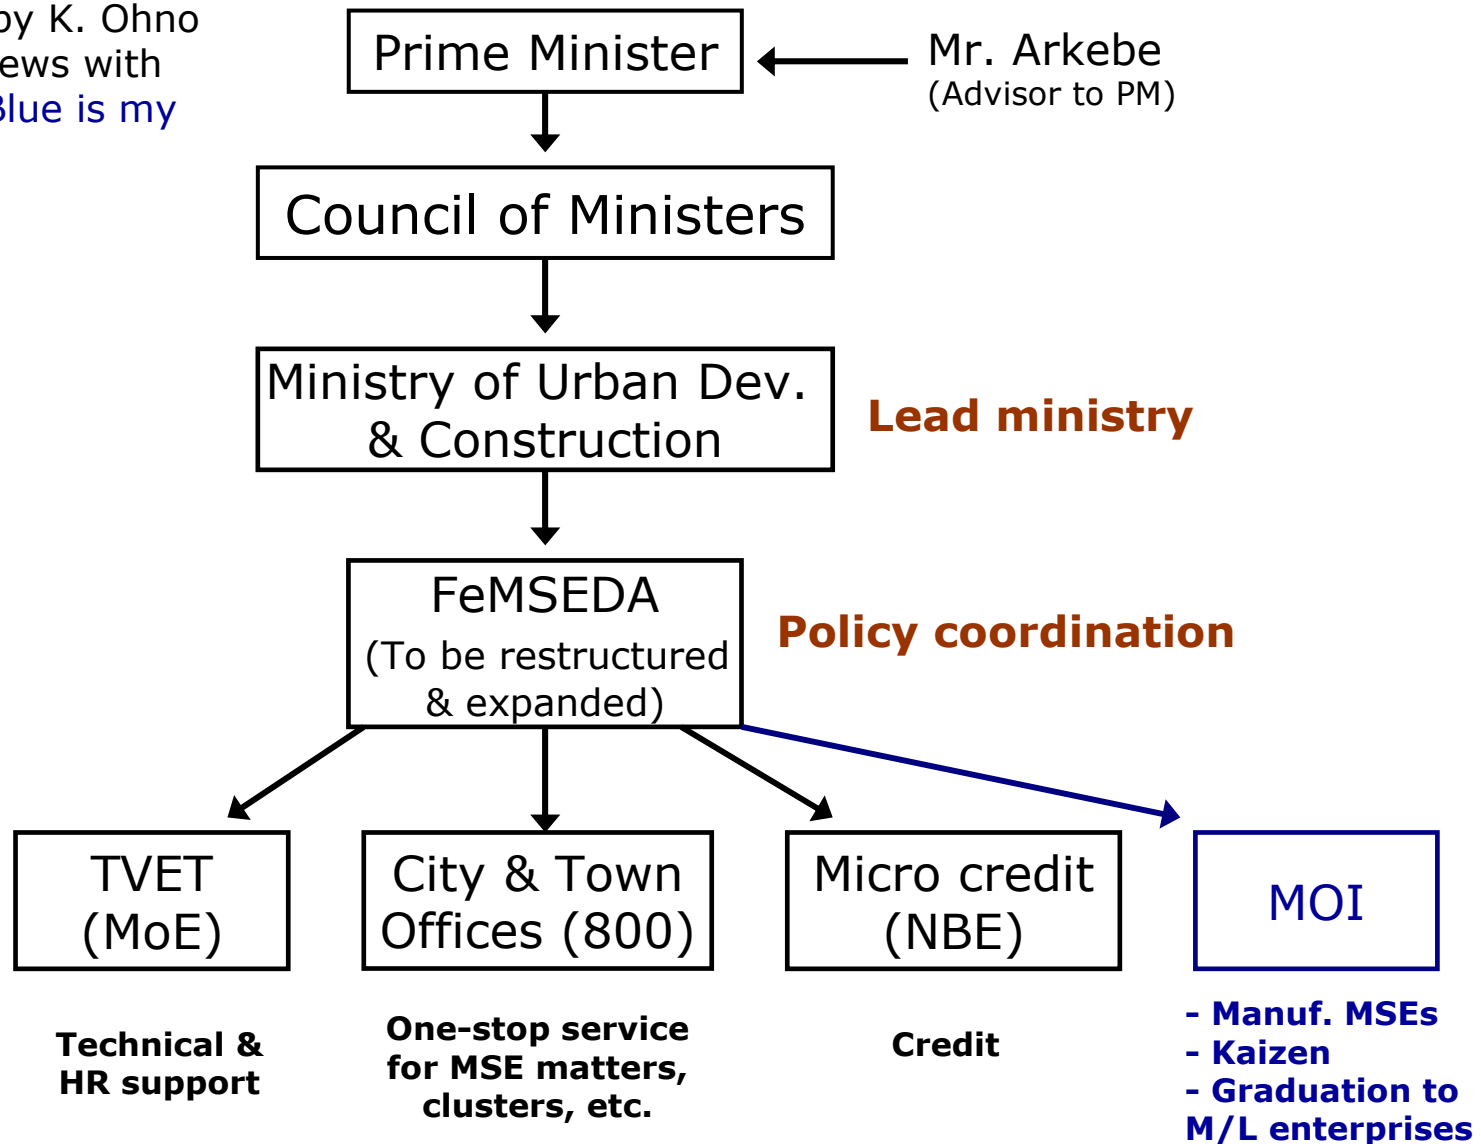 by K. Ohno
ews with
Blue is my
Prime Minister
Mr. Arkebe
(Advisor to PM)
Council of Ministers
Ministry of Urban Dev.
& Construction
Lead ministry
FeMSEDA
(To be restructured
& expanded)
Policy coordination
TVET
(MoE)
City & Town
Offices (800)
Micro credit
(NBE)
MOI
Technical &
HR support
One-stop service
for MSE matters,
clusters, etc.
Credit
- Manuf. MSEs
- Kaizen
- Graduation to
M/L enterprises